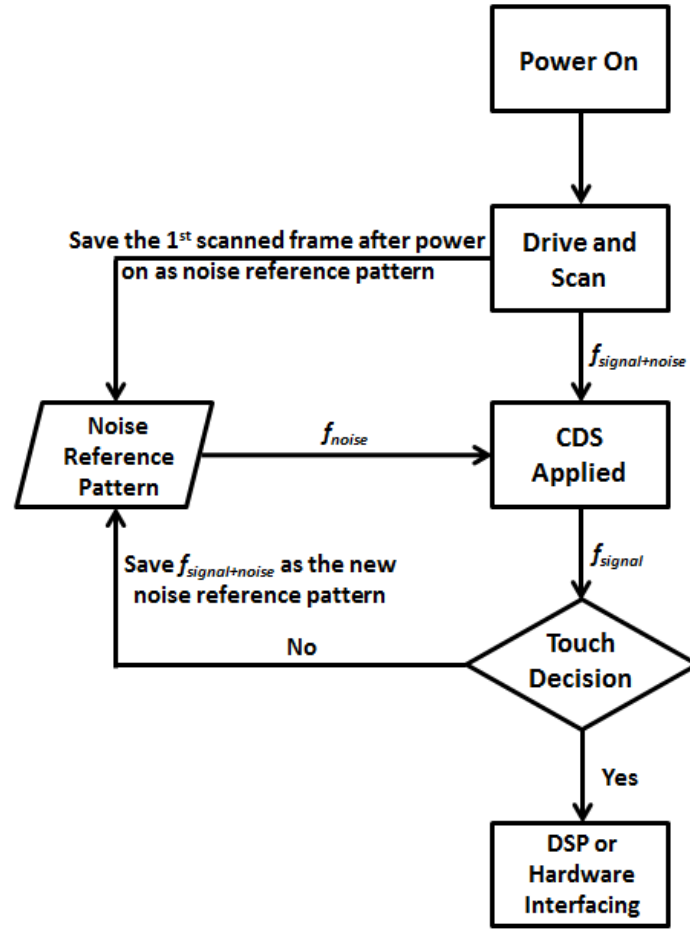 Power On
Save the 1st scanned frame after power
on as noise reference pattern
Drive and
Scan
fsignal+noise
Noise
Reference
Pattern
fnoise
CDS
Applied
fsignal
Save fsignal+noise as the new
noise reference pattern
No
Touch
Decision
Yes
DSP or
Hardware
Interfacing